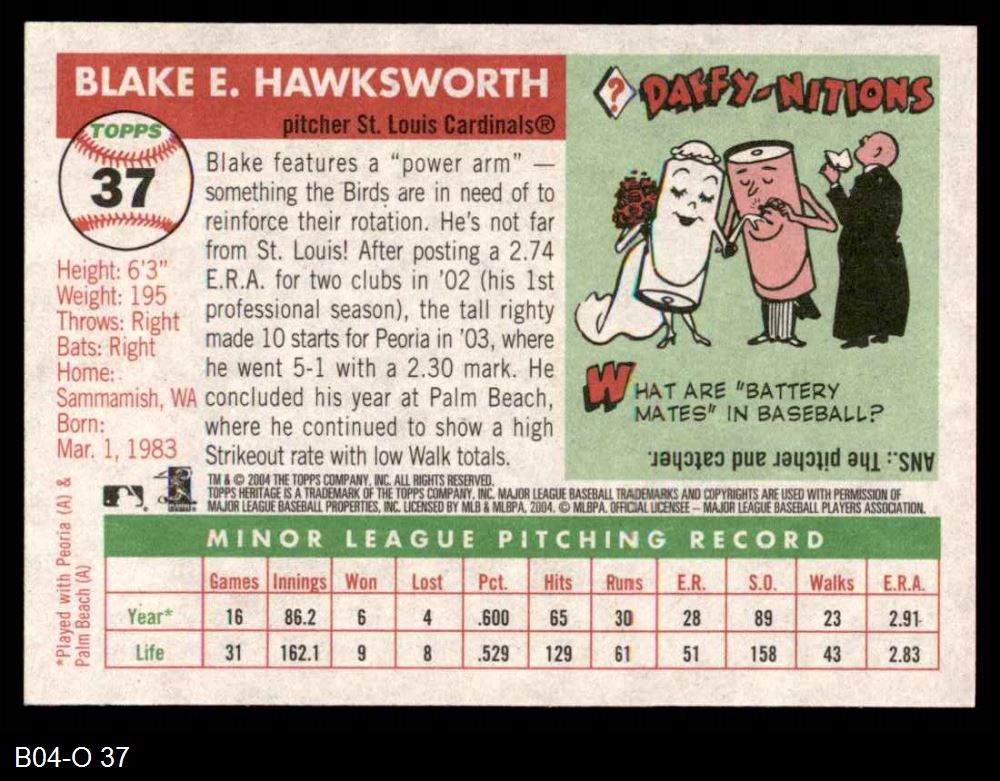 BLAKE E. HAWKSWORTH
pitcher St. Louis Cardinals®
TOPPS
37
Height: 6'3"
Weight: 195
Throws: Right
Bats: Right
Home:
Sammamish, WA
Born:
Mar. 1, 1983
Blake features a "power arm" —
something the Birds are in need of to
reinforce their rotation. He's not far
from St. Louis! After posting a 2.74
E.R.A. for two clubs in '02 (his 1st
professional season), the tall righty
made 10 starts for Peoria in '03, where
he went 5-1 with a 2.30 mark. He
concluded his year at Palm Beach,
where he continued to show a high
Strikeout rate with low Walk totals.
? DAFFY-NITIONS
WHAT ARE "BATTERY
MATES" IN BASEBALL?
ANS.: The pitcher and catcher.
TM & © 2004 THE TOPPS COMPANY, INC. ALL RIGHTS RESERVED.
TOPPS HERITAGE IS A TRADEMARK OF THE TOPPS COMPANY, INC. MAJOR LEAGUE BASEBALL TRADEMARKS AND COPYRIGHTS ARE USED WITH PERMISSION OF
MAJOR LEAGUE BASEBALL PROPERTIES, INC. LICENSED BY MLB & MLBPA, 2004. © MLBPA. OFFICIAL LICENSEE – MAJOR LEAGUE BASEBALL PLAYERS ASSOCIATION.
*Played with Peoria (A) &
Palm Beach (A)
MINOR LEAGUE PITCHING RECORD
Games Innings Won Lost Pct. Hits Runs E.R. S.O. Walks E.R.A.
Year* 16 86.2 6 4 .600 65 30 28 89 23 2.91
Life 31 162.1 9 8 .529 129 61 51 158 43 2.83
B04-O 37